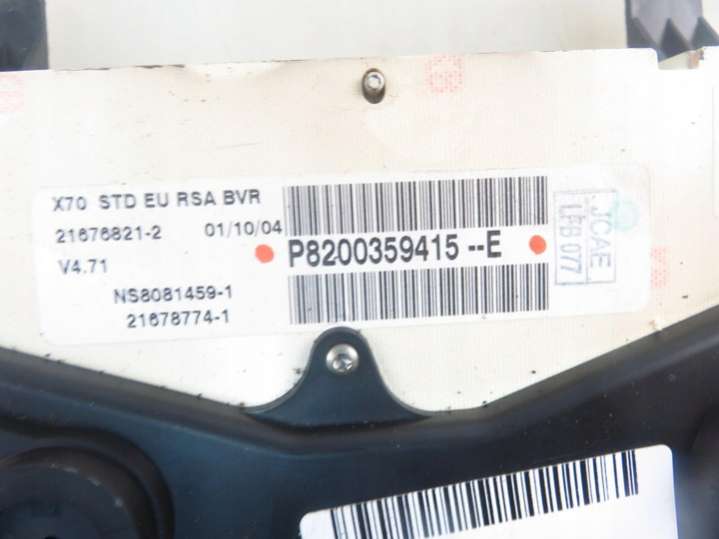 X70 STD EU RSA BVR
21676821-2 01/10/04
V4.71
NS8081459-1
21678774-1
P8200359415--E
JCAE
LFB 077